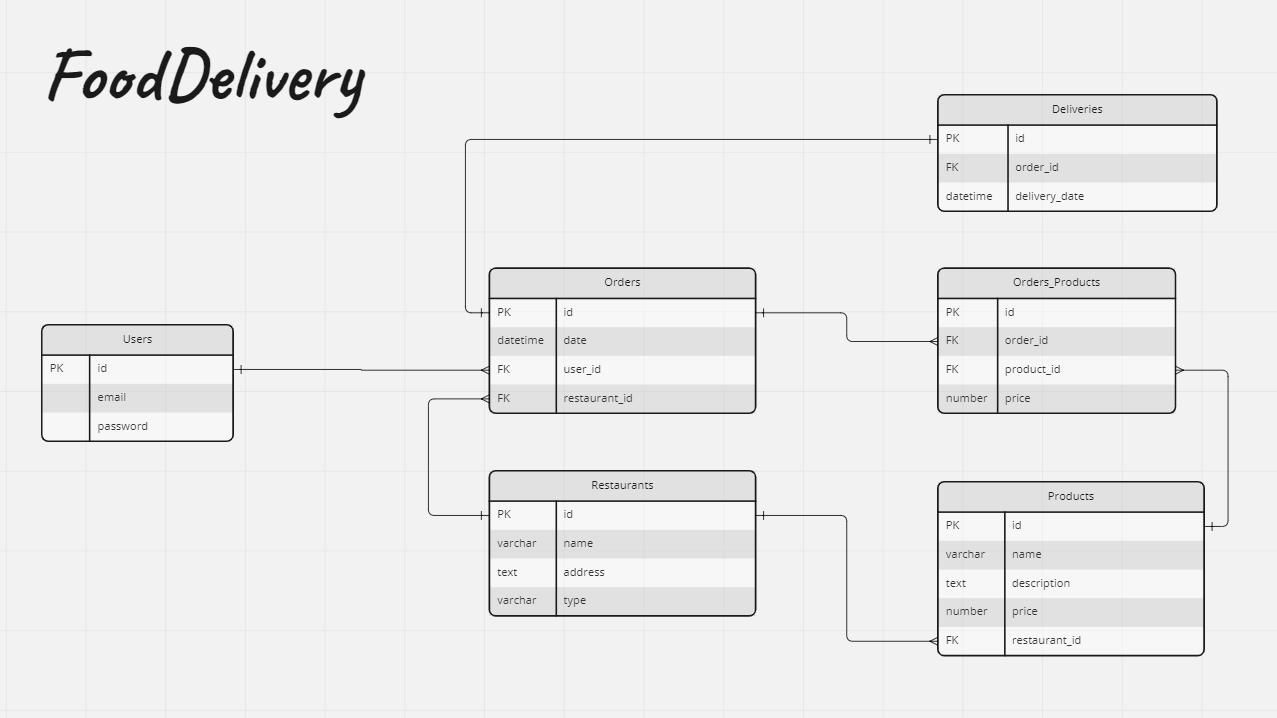 FoodDelivery
Deliveries
PK id
FK order_id
datetime delivery_date
Orders
PK id
datetime date
FK user_id
FK restaurant_id
Orders_Products
PK id
FK order_id
FK product_id
number price
Users
PK id
email
password
Restaurants
PK id
varchar name
text address
varchar type
Products
PK id
varchar name
text description
number price
FK restaurant_id